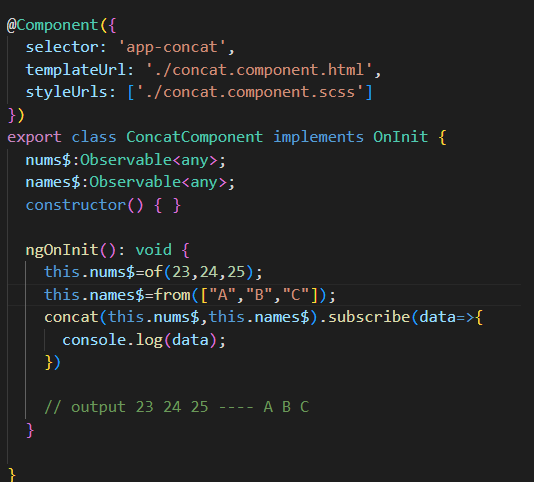 @Component({
  selector: 'app-concat',
  templateUrl: './concat.component.html',
  styleUrls: ['./concat.component.scss']
})
export class ConcatComponent implements OnInit {
  nums$:Observable<any>;
  names$:Observable<any>;
  constructor() { }

  ngOnInit(): void {
    this.nums$=of(23,24,25);
    this.names$=from(["A","B","C"]);
    concat(this.nums$,this.names$).subscribe(data=>{
      console.log(data);
    })

    // output 23 24 25 ---- A B C
  }

}